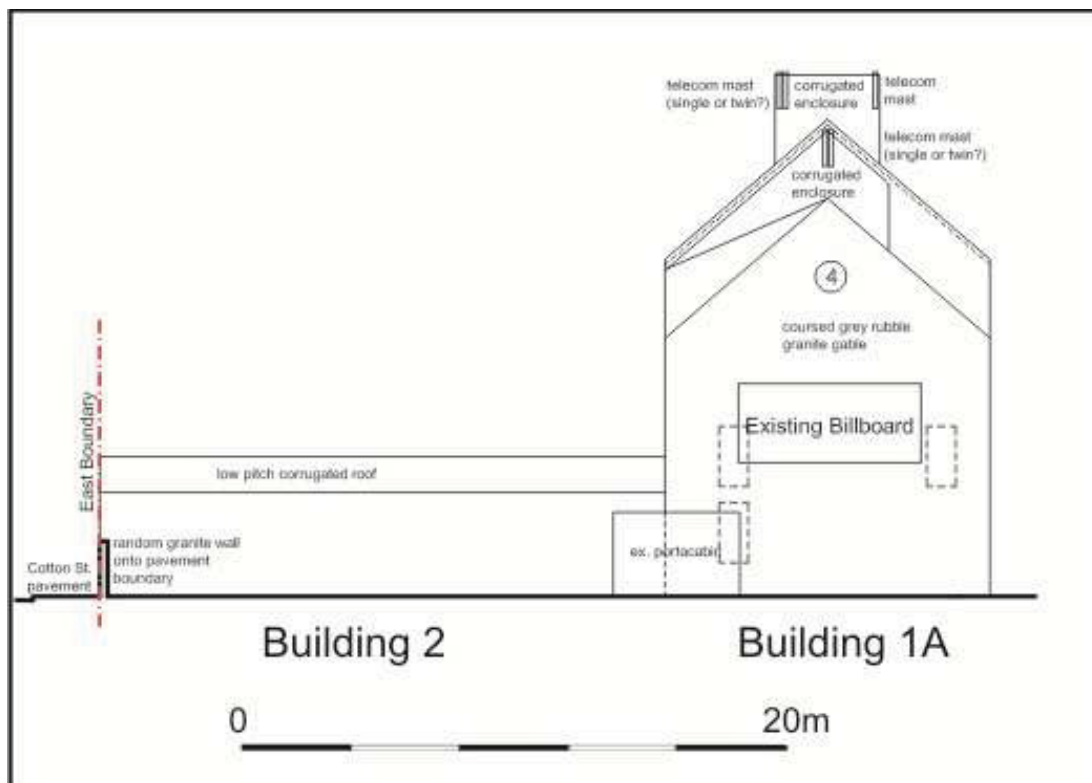 telecom mast
(single or twin?)
corrugated
enclosure
telecom
mast
telecom mast
(single or twin?)
corrugated
enclosure
4
coursed grey rubble
granite gable
Existing Billboard
East Boundary
low pitch corrugated roof
random granite wall
onto pavement
boundary
Cotton St.
pavement
ex. portacabin
Building 2
Building 1A
0
20m